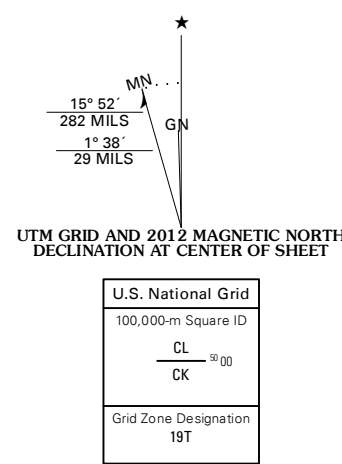 ★
MN
15° 52´
282 MILS
GN
1° 38´
29 MILS
UTM GRID AND 2012 MAGNETIC NORTH
DECLINATION AT CENTER OF SHEET
U.S. National Grid
100,000-m Square ID
CL
50 00
CK
Grid Zone Designation
19T